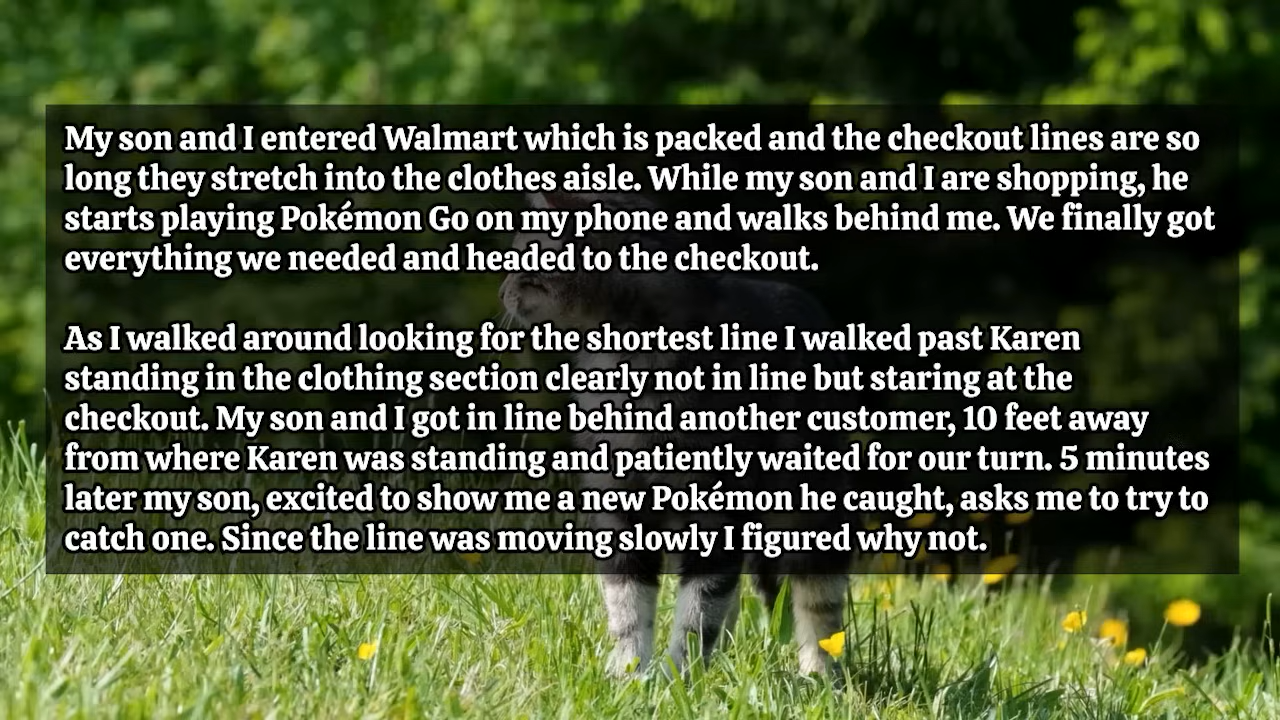 My son and I entered Walmart which is packed and the checkout lines are so
long they stretch into the clothes aisle. While my son and I are shopping, he
starts playing Pokémon Go on my phone and walks behind me. We finally got
everything we needed and headed to the checkout.
As I walked around looking for the shortest line I walked past Karen
standing in the clothing section clearly not in line but staring at the
checkout. My son and I got in line behind another customer, 10 feet away
from where Karen was standing and patiently waited for our turn. 5 minutes
later my son, excited to show me a new Pokémon he caught, asks me to try to
catch one. Since the line was moving slowly I figured why not.